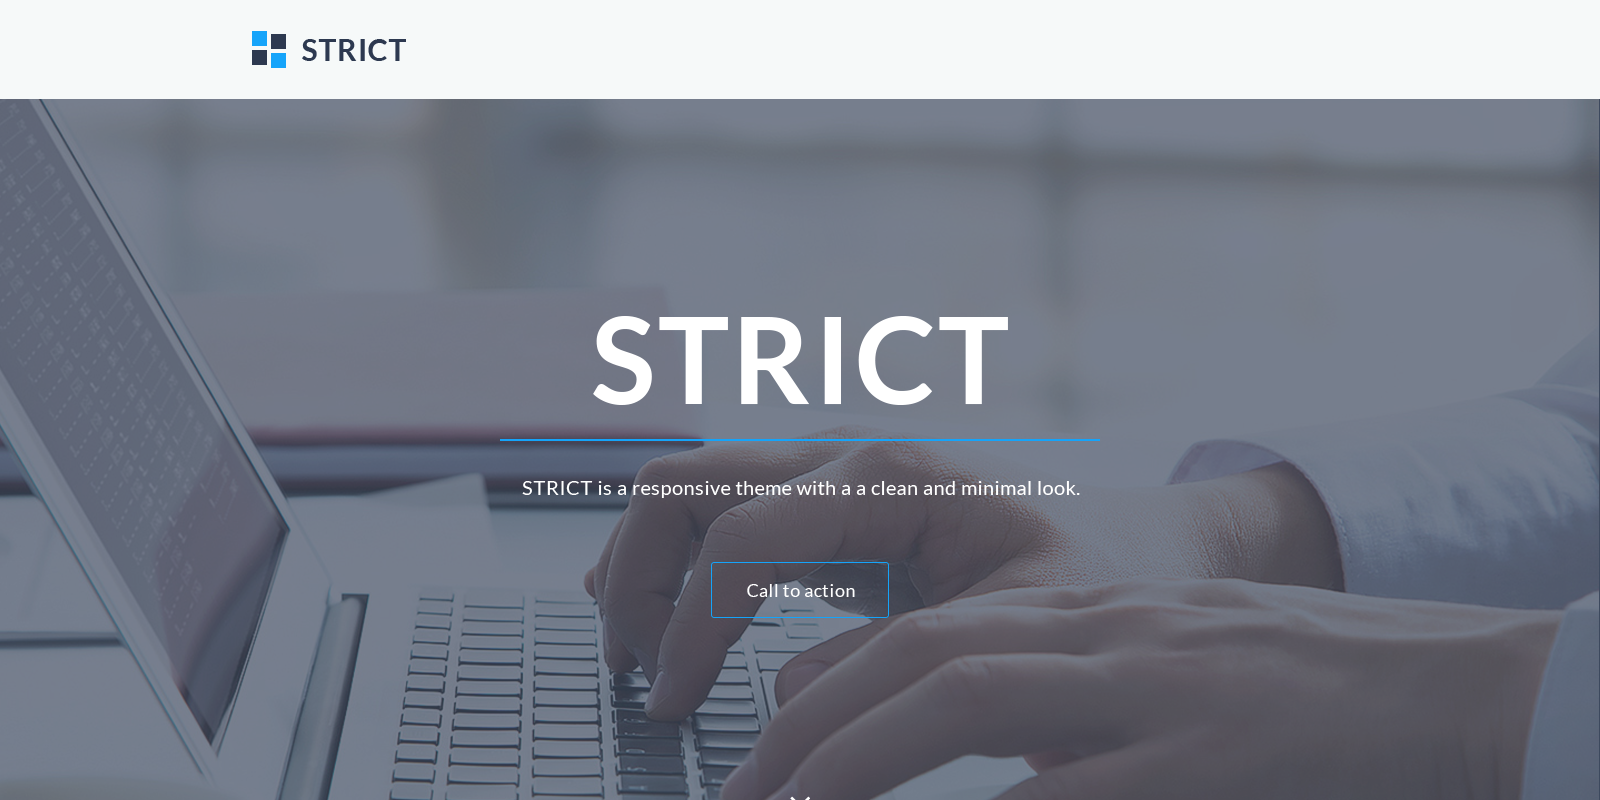 STRICT
STRICT
STRICT is a responsive theme with a a clean and minimal look.
Call to action